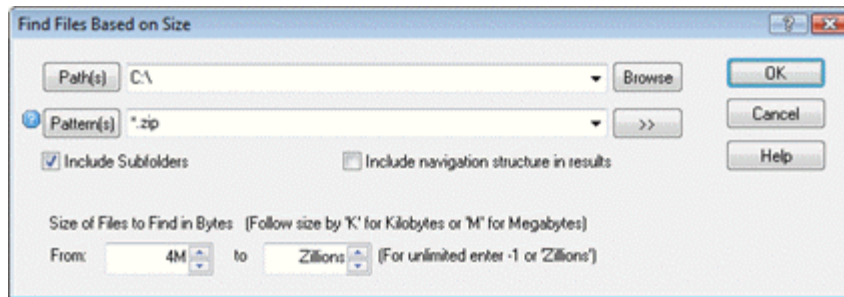 Find Files Based on Size
Path(s) C:\ Browse OK
Pattern(s) *.zip >> Cancel
Include Subfolders Include navigation structure in results Help
Size of Files to Find in Bytes (Follow size by 'K' for Kilobytes or 'M' for Megabytes)
From: 4M to Zillions (For unlimited enter -1 or 'Zillions')